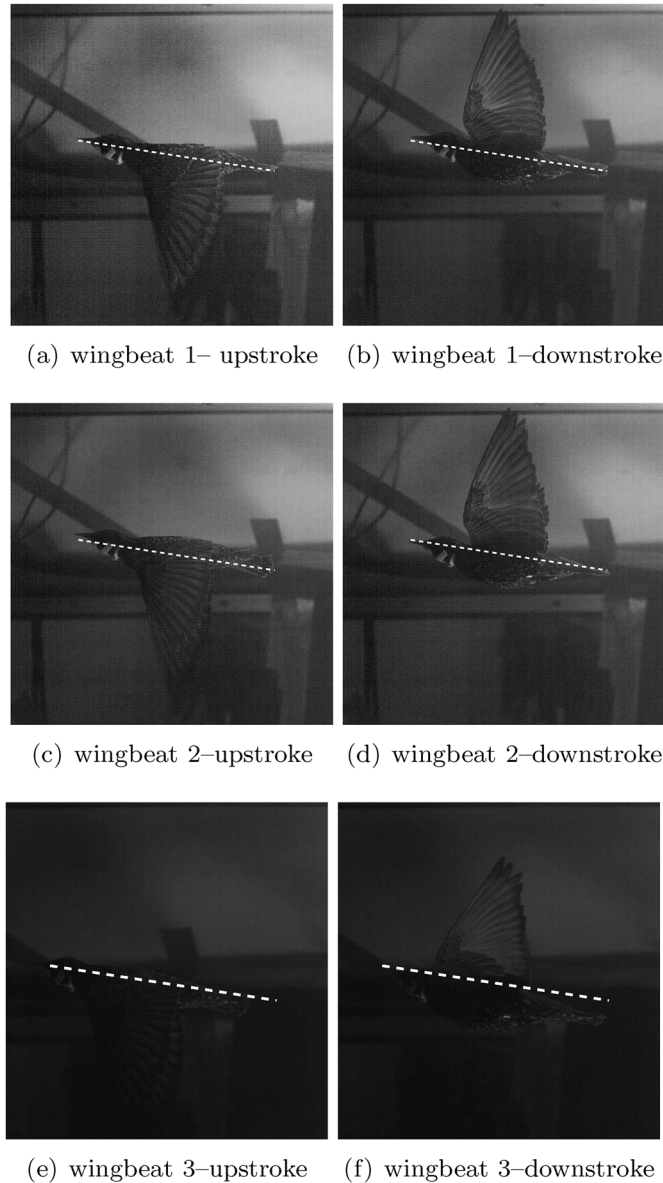 (a) wingbeat 1– upstroke
(b) wingbeat 1–downstroke
(c) wingbeat 2–upstroke
(d) wingbeat 2–downstroke
(e) wingbeat 3–upstroke
(f) wingbeat 3–downstroke